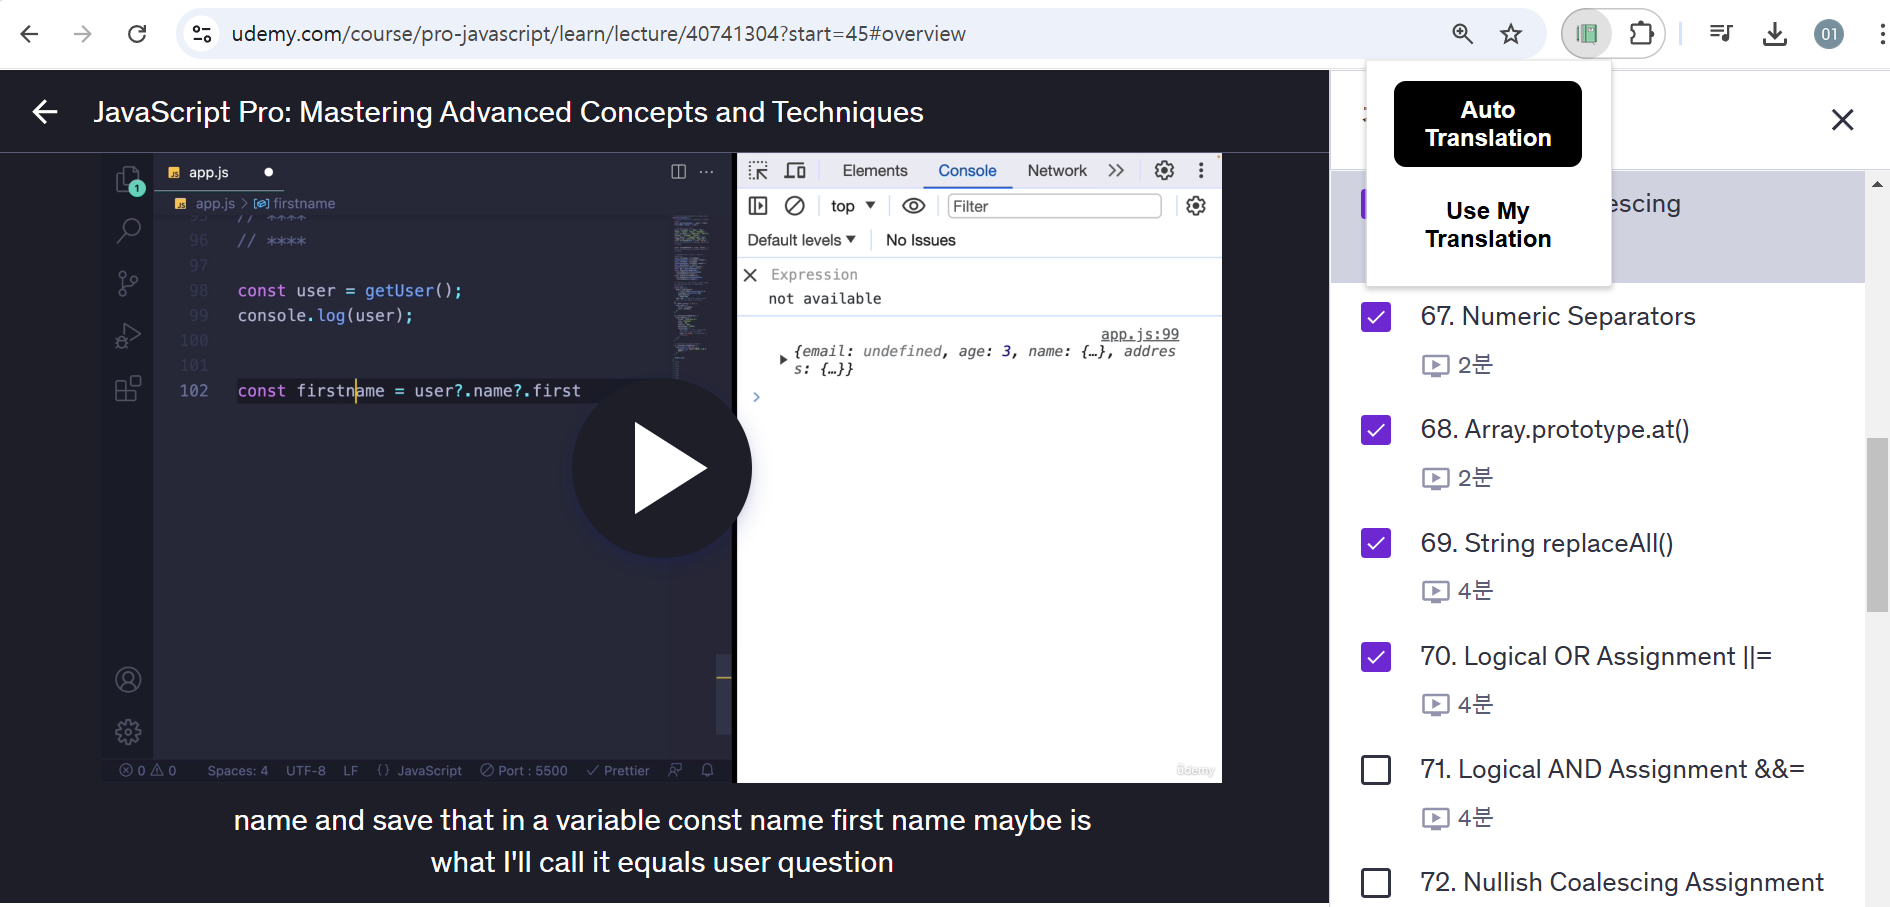 udemy.com/course/pro-javascript/learn/lecture/40741304?start=45#overview
01
JavaScript Pro: Mastering Advanced Concepts and Techniques
Auto
Translation
Use My
Translation
1
JS app.js
JS app.js > firstname
95 // ****
96 // ****
97
98 const user = getUser();
99 console.log(user);
100
101
102 const firstname = user?.name?.first
0 0
Spaces: 4 UTF-8 LF {} JavaScript Port : 5500 Prettier
Elements Console Network
top Filter
Default levels No Issues
Expression
not available
app.js:99
{email: undefined, age: 3, name: {…}, addres
s: {…}}
udemy
name and save that in a variable const name first name maybe is
what I'll call it equals user question
escing
67. Numeric Separators
2분
68. Array.prototype.at()
2분
69. String replaceAll()
4분
70. Logical OR Assignment ||=
4분
71. Logical AND Assignment &&=
4분
72. Nullish Coalescing Assignment